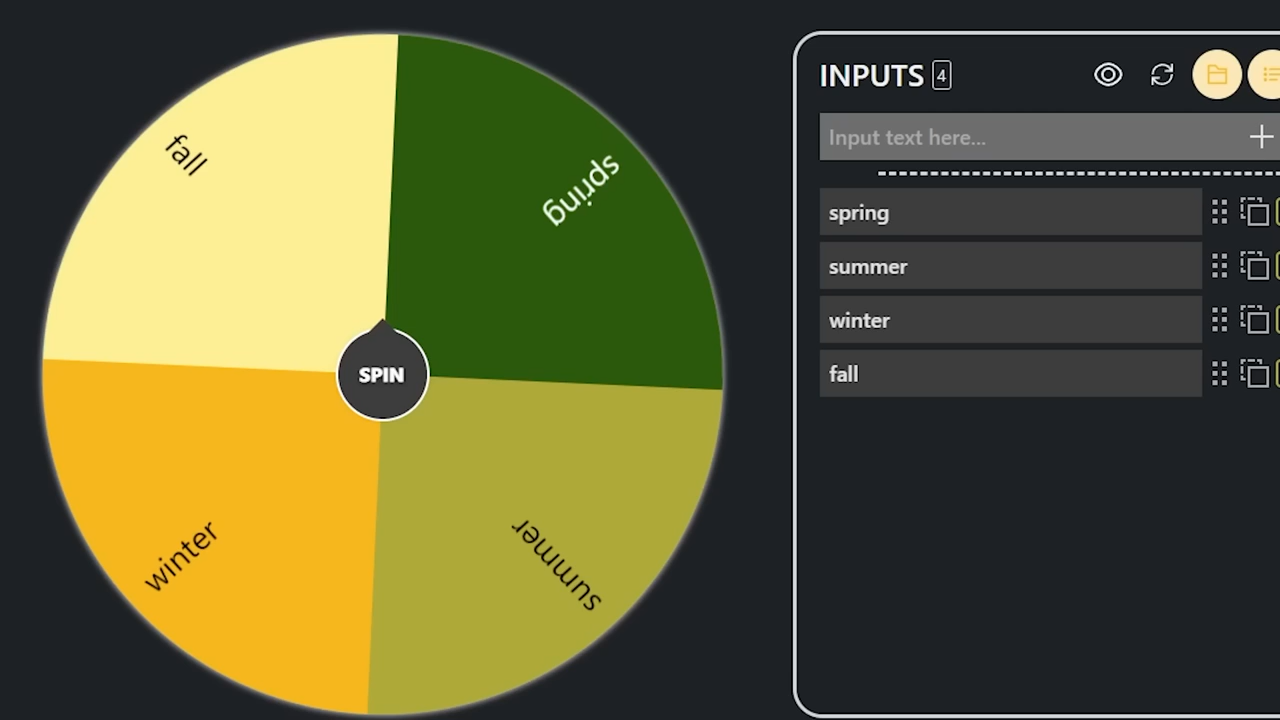 fall
spring
SPIN
winter
summer
INPUTS 4
Input text here...
spring
summer
winter
fall